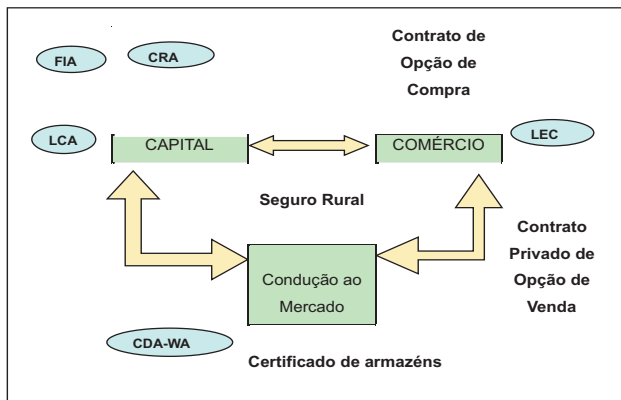 Contrato de
Opção de
Compra
FIA
CRA
LCA
CAPITAL
COMÉRCIO
LEC
Seguro Rural
Contrato
Privado de
Opção de
Venda
Condução ao
Mercado
CDA-WA
Certificado de armazéns